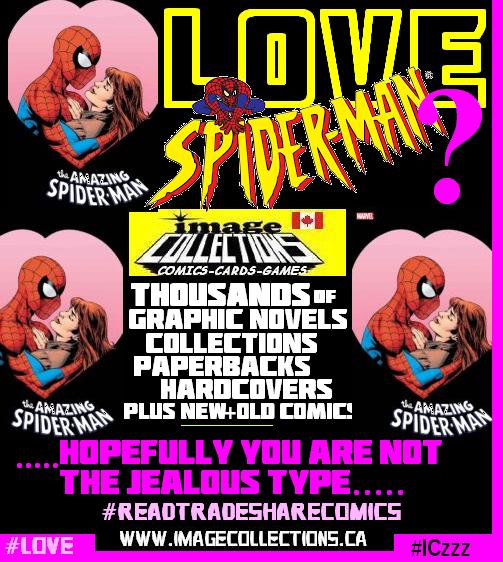 LOVE
SPIDER-MAN®
?
the AMAZING
SPIDER-MAN
image
COLLECTIONS
COMICS-CARDS-GAMES
MARVEL
THOUSANDS OF
GRAPHIC NOVELS
COLLECTIONS
PAPERBACKS
HARDCOVERS
PLUS NEW+OLD COMICS
the AMAZING
SPIDER-MAN
the AMAZING
SPIDER-MAN
.....HOPEFULLY YOU ARE NOT
THE JEALOUS TYPE.....
#READTRADESHARECOMICS
WWW.IMAGECOLLECTIONS.CA
#LOVE
#ICzzz